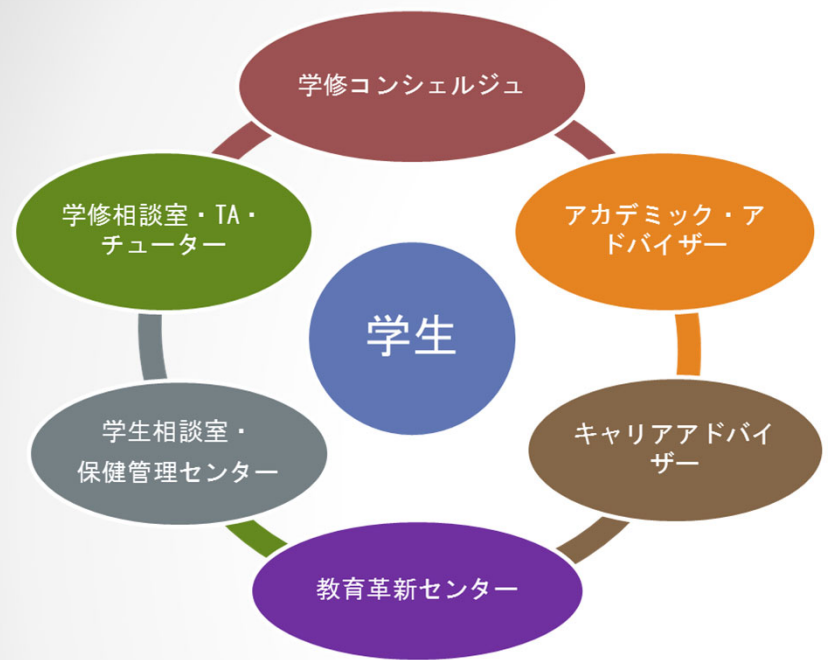 学修コンシェルジュ
学修相談室・TA・
チューター
アカデミック・ア
ドバイザー
学生
学生相談室・
保健管理センター
キャリアアドバイ
ザー
教育革新センター